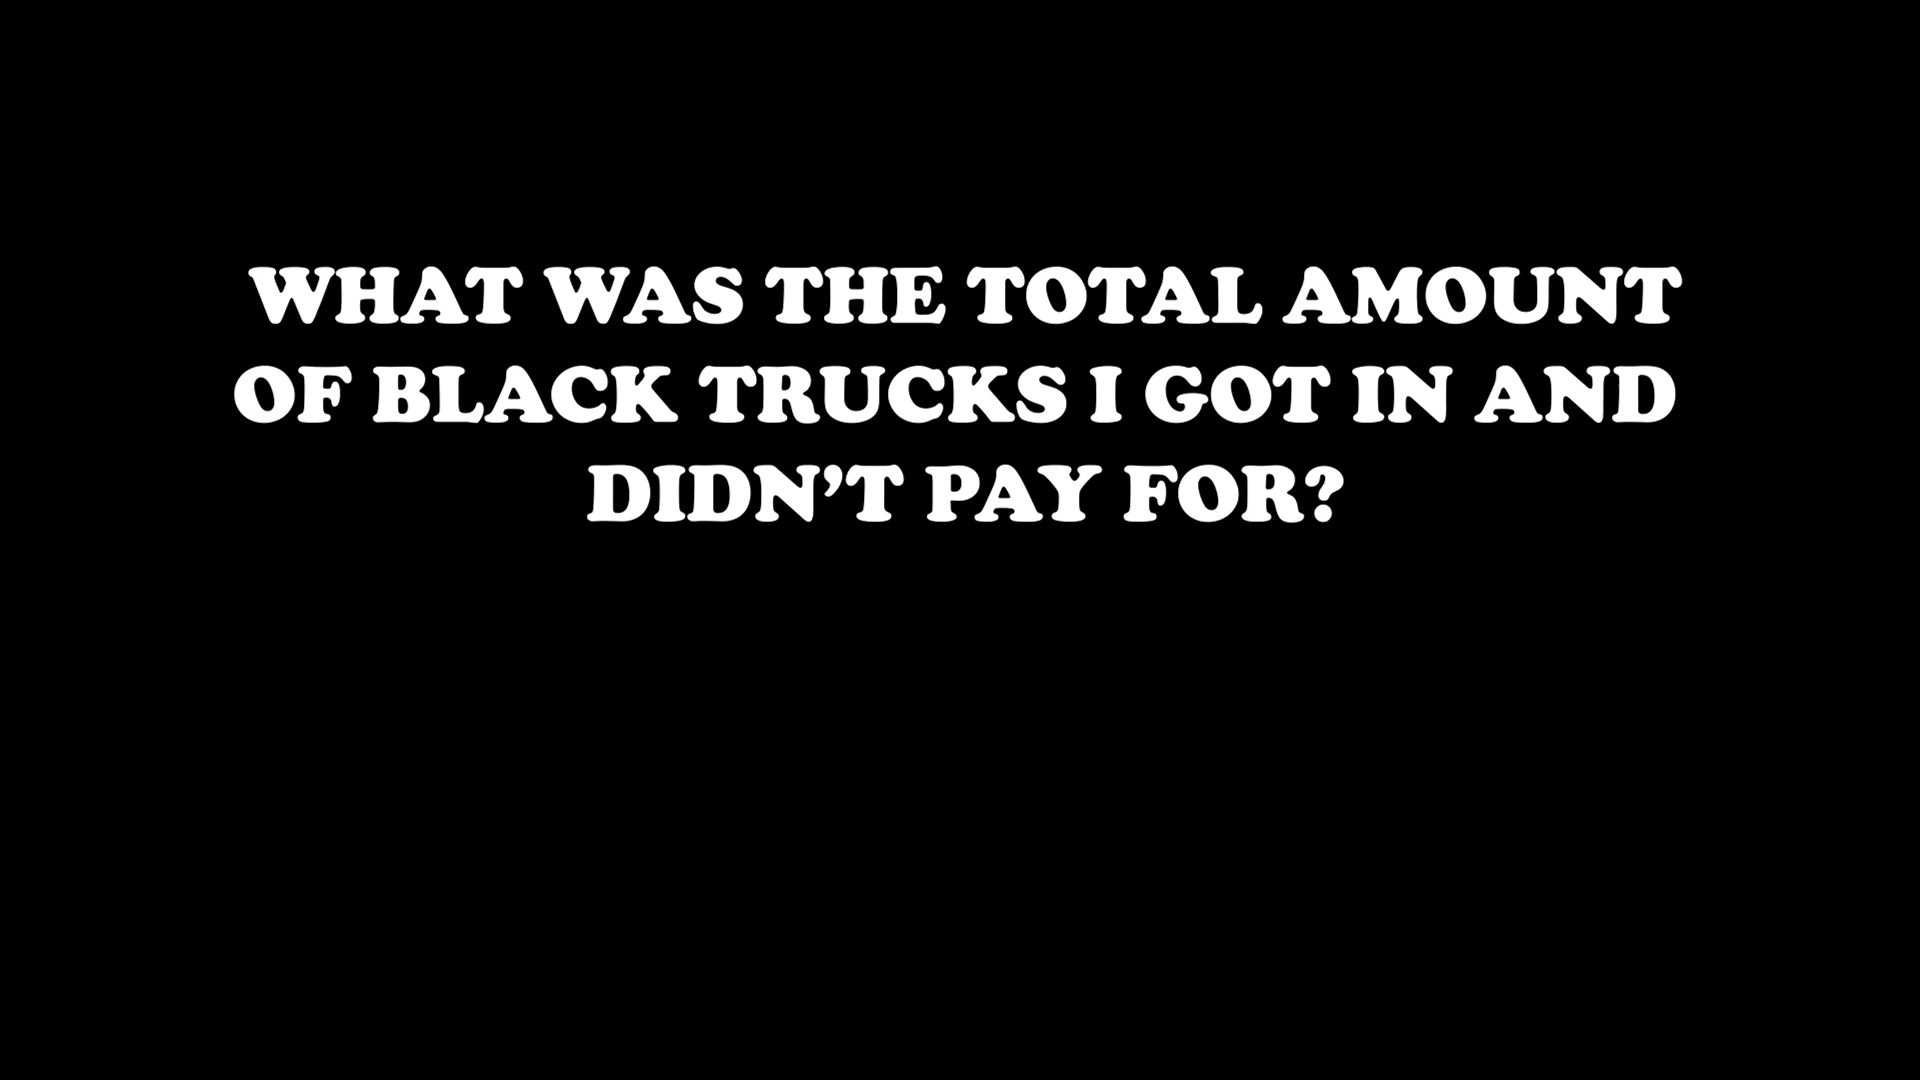 WHAT WAS THE TOTAL AMOUNT
OF BLACK TRUCKS I GOT IN AND
DIDN’T PAY FOR?